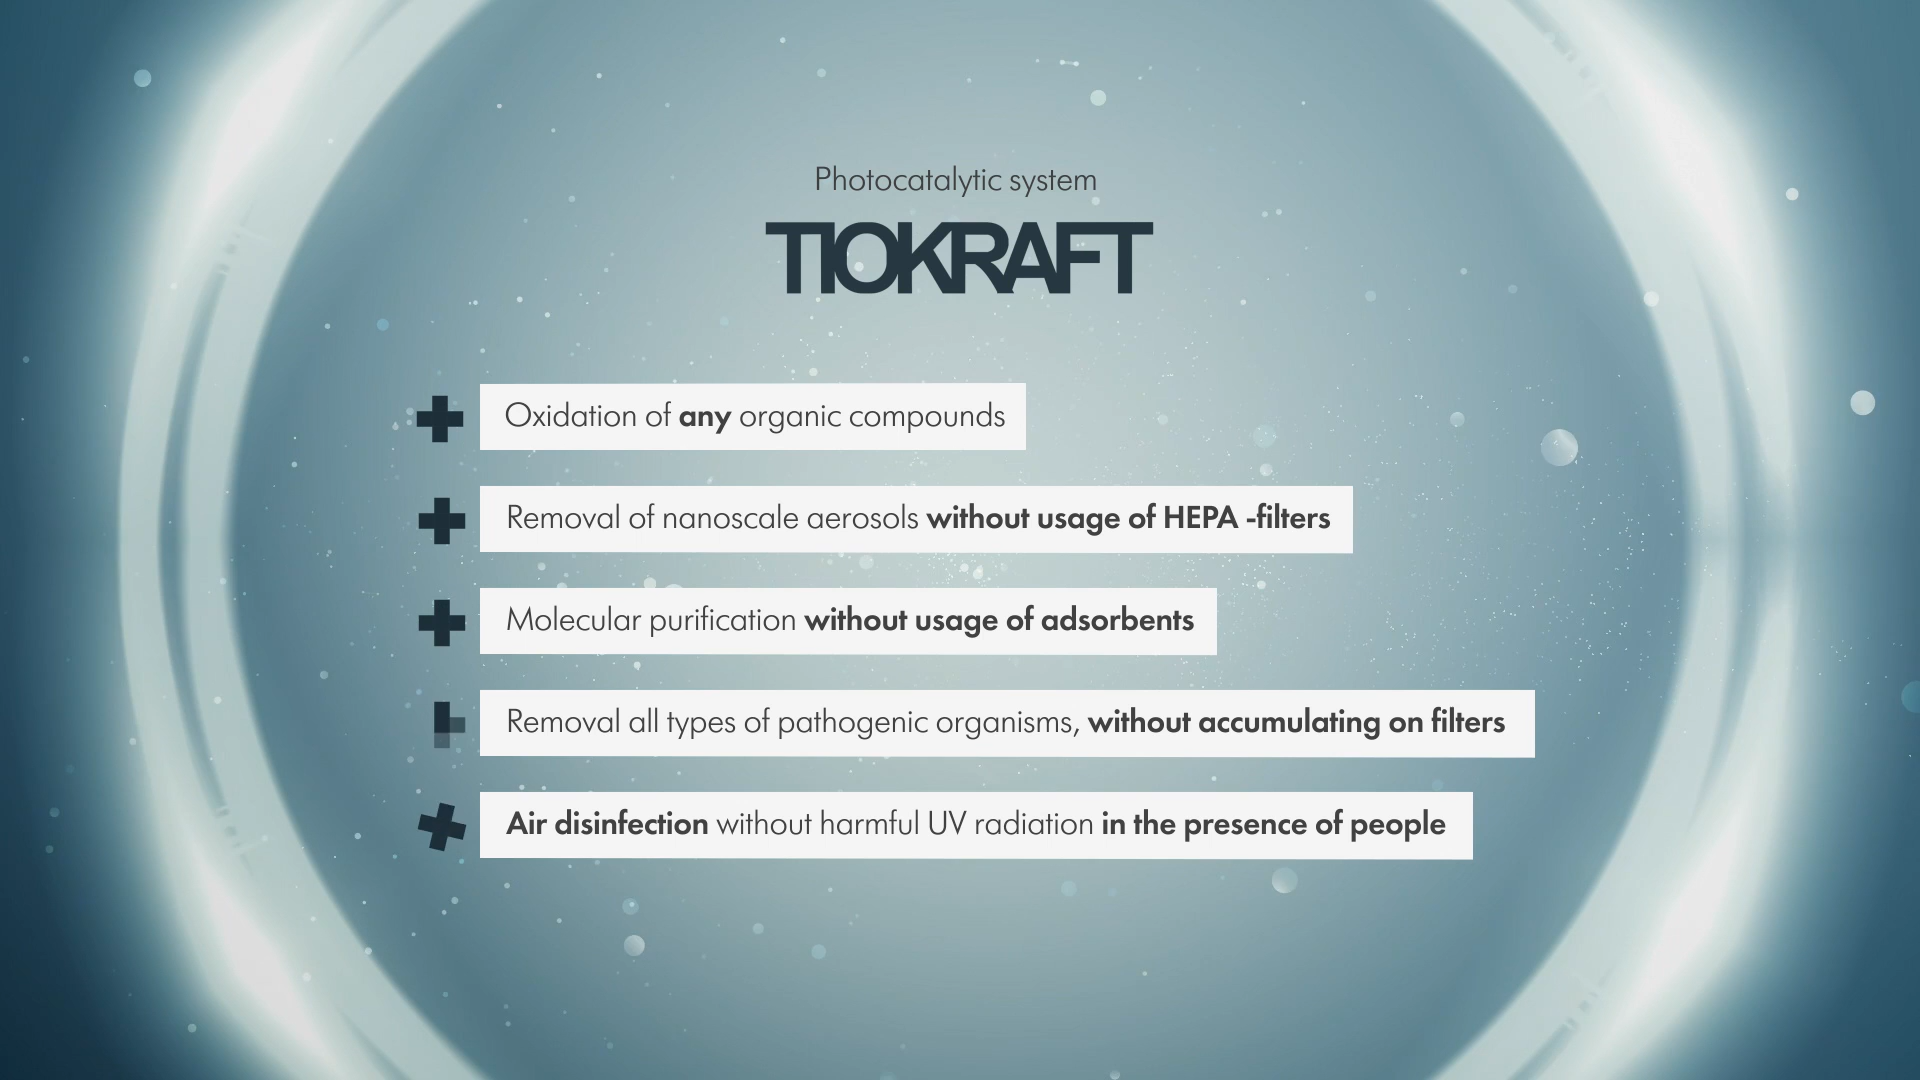 Photocatalytic system
TIOKRAFT
Oxidation of any organic compounds
Removal of nanoscale aerosols without usage of HEPA -filters
Molecular purification without usage of adsorbents
Removal all types of pathogenic organisms, without accumulating on filters
Air disinfection without harmful UV radiation in the presence of people